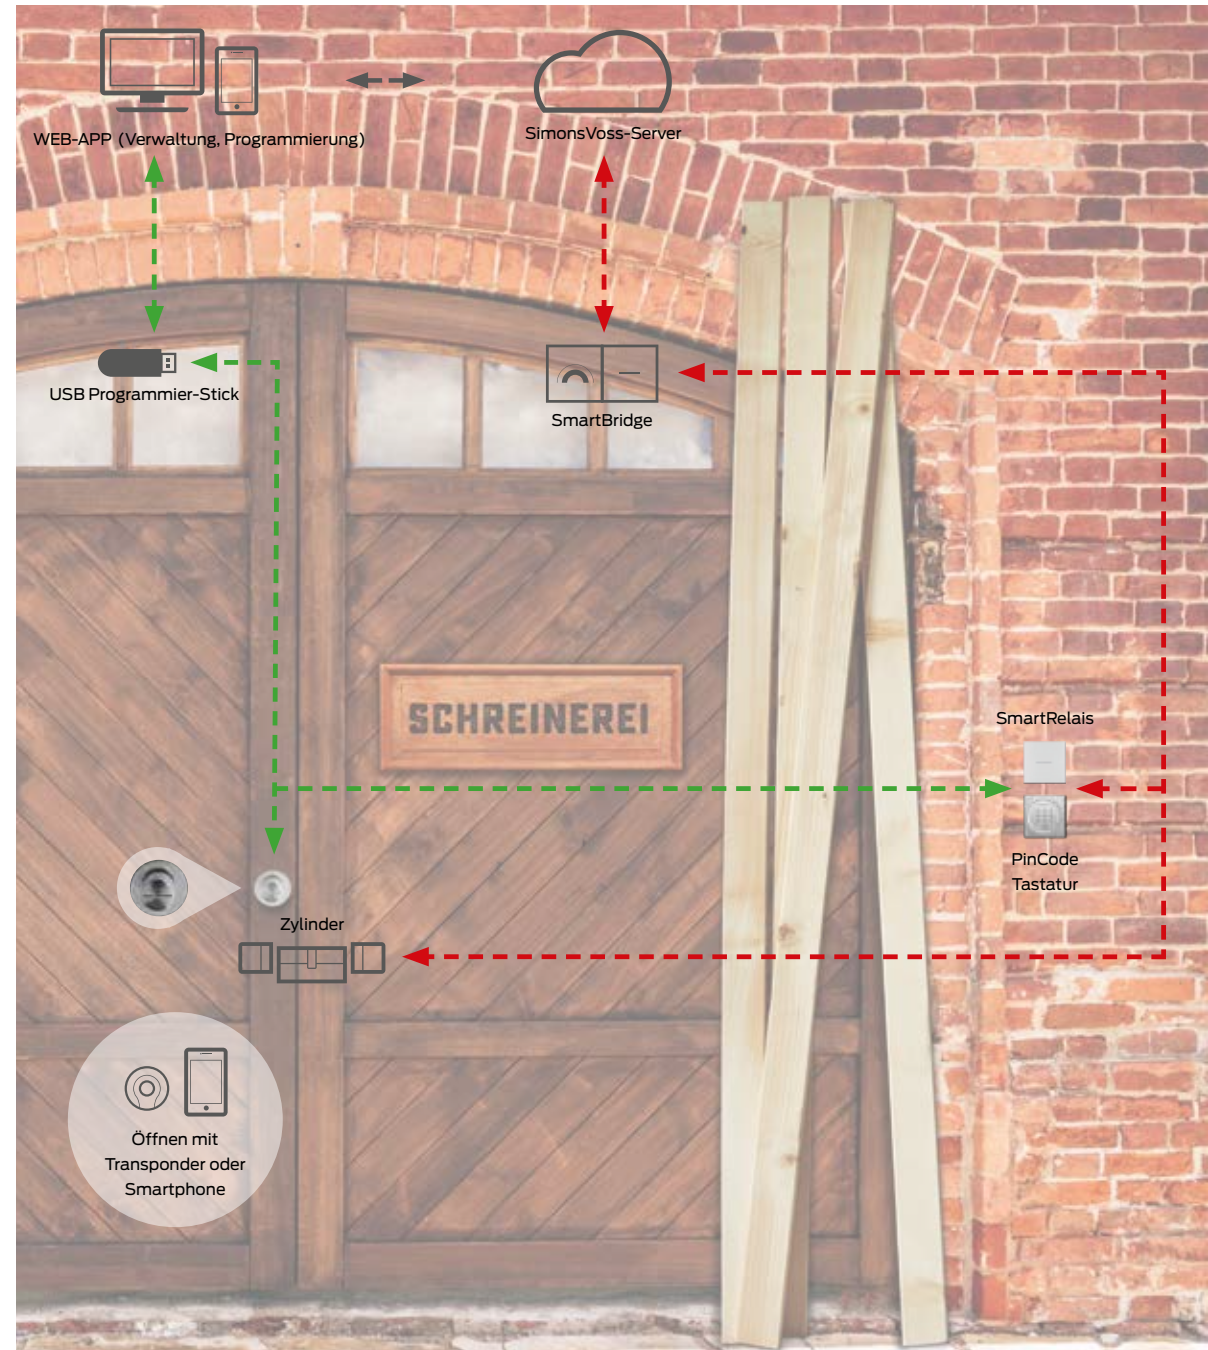 WEB-APP (Verwaltung, Programmierung)
SimonsVoss-Server
USB Programmier-Stick
SmartBridge
SCHREINEREI
SmartRelais
PinCode
Tastatur
Zylinder
Öffnen mit
Transponder oder
Smartphone